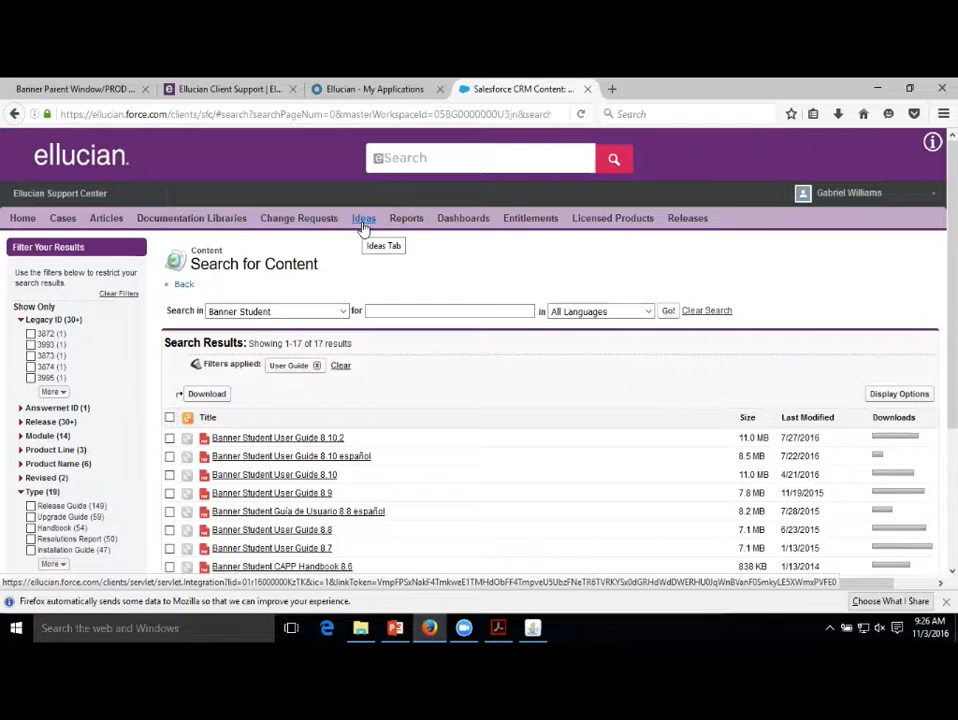 Banner Parent Window/PROD ...
Ellucian Client Support | El...
Ellucian - My Applications
Salesforce CRM Content: ...
https://ellucian.force.com/clients/sfc/#search?searchPageNum=0&masterWorkspaceId=058G0000000U3jn&search
Search
ellucian.
eSearch
Ellucian Support Center
Gabriel Williams
Home
Cases
Articles
Documentation Libraries
Change Requests
Ideas
Reports
Dashboards
Entitlements
Licensed Products
Releases
Ideas Tab
Filter Your Results
Use the filters below to restrict your
search results.
Clear Filters
Show Only
Legacy ID (30+)
3872 (1)
3993 (1)
3873 (1)
3874 (1)
3995 (1)
More
Answernet ID (1)
Release (30+)
Module (14)
Product Line (3)
Product Name (6)
Revised (2)
Type (19)
Release Guide (149)
Upgrade Guide (59)
Handbook (54)
Resolutions Report (50)
Installation Guide (47)
More
Content
Search for Content
« Back
Search in Banner Student for in All Languages Go! Clear Search
Search Results: Showing 1-17 of 17 results
Filters applied: User Guide Clear
Download
Display Options
Title Size Last Modified Downloads
Banner Student User Guide 8.10.2 11.0 MB 7/27/2016
Banner Student User Guide 8.10 español 8.5 MB 7/22/2016
Banner Student User Guide 8.10 11.0 MB 4/21/2016
Banner Student User Guide 8.9 7.8 MB 11/19/2015
Banner Student Guía de Usuario 8.8 español 8.2 MB 7/28/2015
Banner Student User Guide 8.8 7.1 MB 6/23/2015
Banner Student User Guide 8.7 7.1 MB 1/13/2015
Banner Student CAPP Handbook 8.6 838 KB 1/13/2014
Firefox automatically sends some data to Mozilla so that we can improve your experience.
Choose What I Share
Search the web and Windows
9:26 AM
11/3/2016